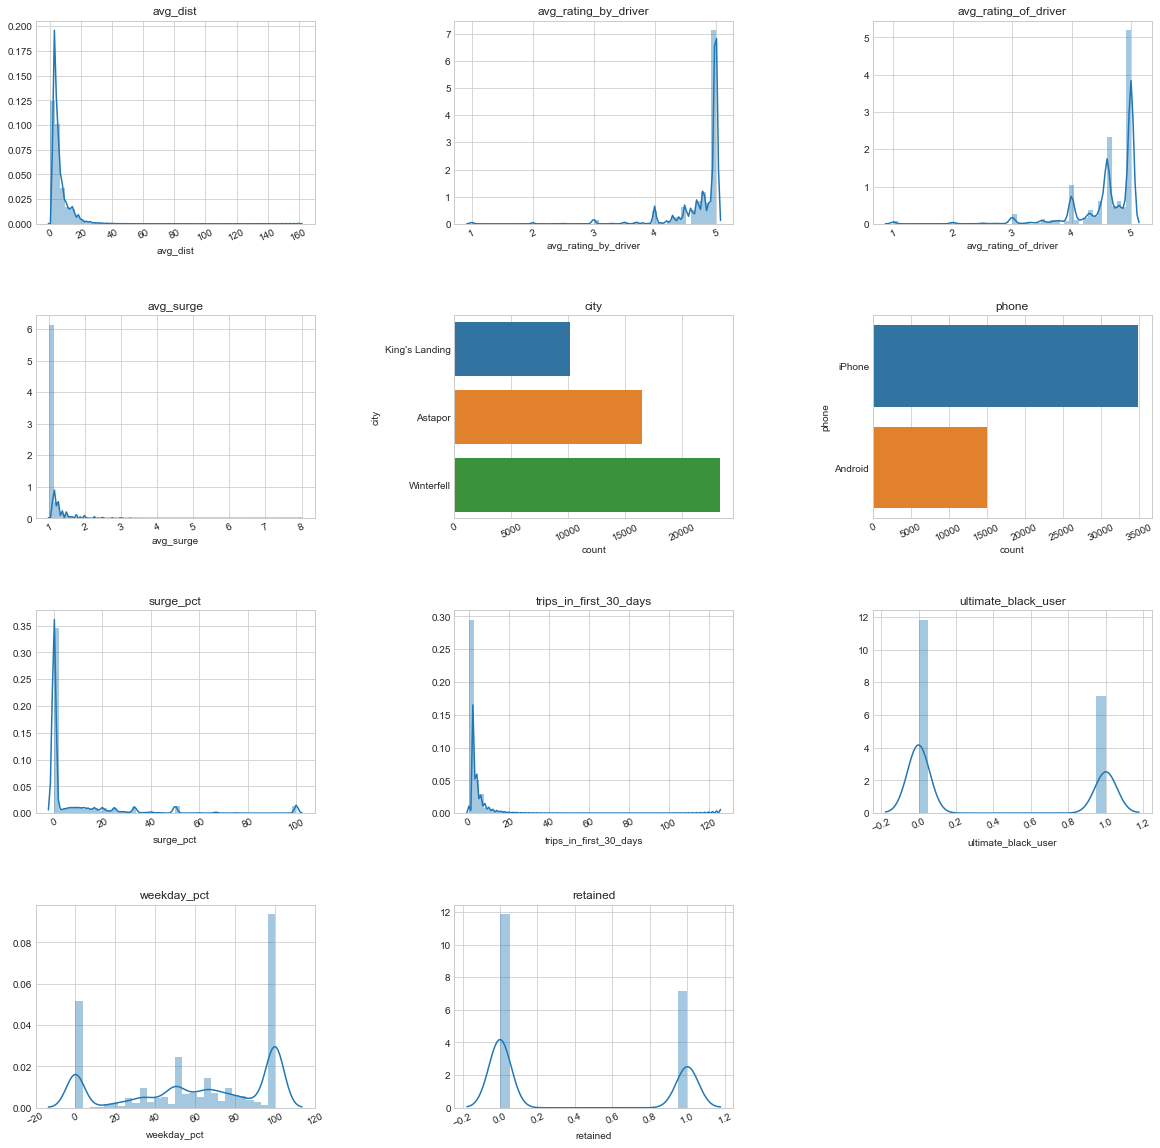 avg_dist
0.200
0.175
0.150
0.125
0.100
0.075
0.050
0.025
0.000
0 20 40 60 80 100 120 140 160
avg_dist
avg_rating_by_driver
7
6
5
4
3
2
1
0
1 2 3 4 5
avg_rating_by_driver
avg_rating_of_driver
5
4
3
2
1
0
1 2 3 4 5
avg_rating_of_driver
avg_surge
6
5
4
3
2
1
0
1 2 3 4 5 6 7 8
avg_surge
city
city
King's Landing
Astapor
Winterfell
0 5000 10000 15000 20000
count
phone
phone
iPhone
Android
0 5000 10000 15000 20000 25000 30000 35000
count
surge_pct
0.35
0.30
0.25
0.20
0.15
0.10
0.05
0.00
0 20 40 60 80 100
surge_pct
trips_in_first_30_days
0.30
0.25
0.20
0.15
0.10
0.05
0.00
0 20 40 60 80 100 120
trips_in_first_30_days
ultimate_black_user
12
10
8
6
4
2
0
−0.2 0.0 0.2 0.4 0.6 0.8 1.0 1.2
ultimate_black_user
weekday_pct
0.08
0.06
0.04
0.02
0.00
−20 0 20 40 60 80 100 120
weekday_pct
retained
12
10
8
6
4
2
0
−0.2 0.0 0.2 0.4 0.6 0.8 1.0 1.2
retained